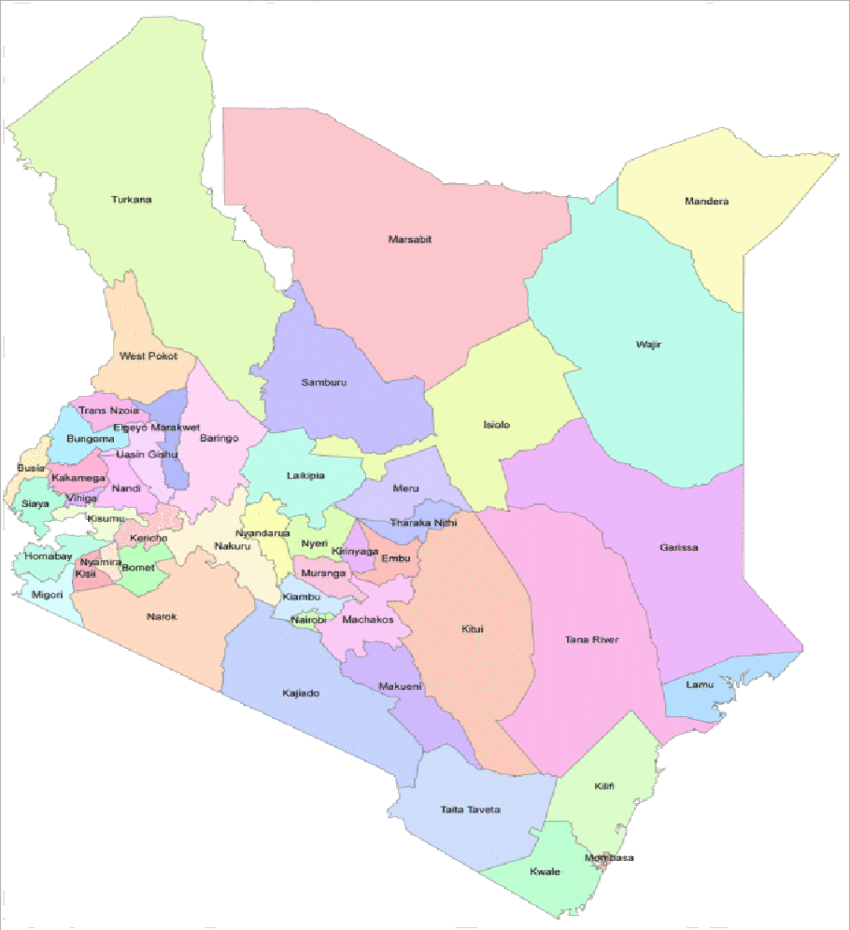 Turkana
Mandera
Marsabit
Wajir
West Pokot
Samburu
Trans Nzoia
Isiolo
Elgeyo Marakwet
Bungoma
Baringo
Uasin Gishu
Busia
Kakamega
Laikipia
Nandi
Meru
Vihiga
Siaya
Kisumu
Tharaka Nithi
Nyandarua
Kericho
Nyeri
Nakuru
Garissa
Kirinyaga
Homabay
Embu
Nyamira
Bomet
Kisii
Muranga
Migori
Kiambu
Narok
Nairobi
Machakos
Kitui
Tana River
Lamu
Makueni
Kajiado
Kilifi
Taita Taveta
Mombasa
Kwale